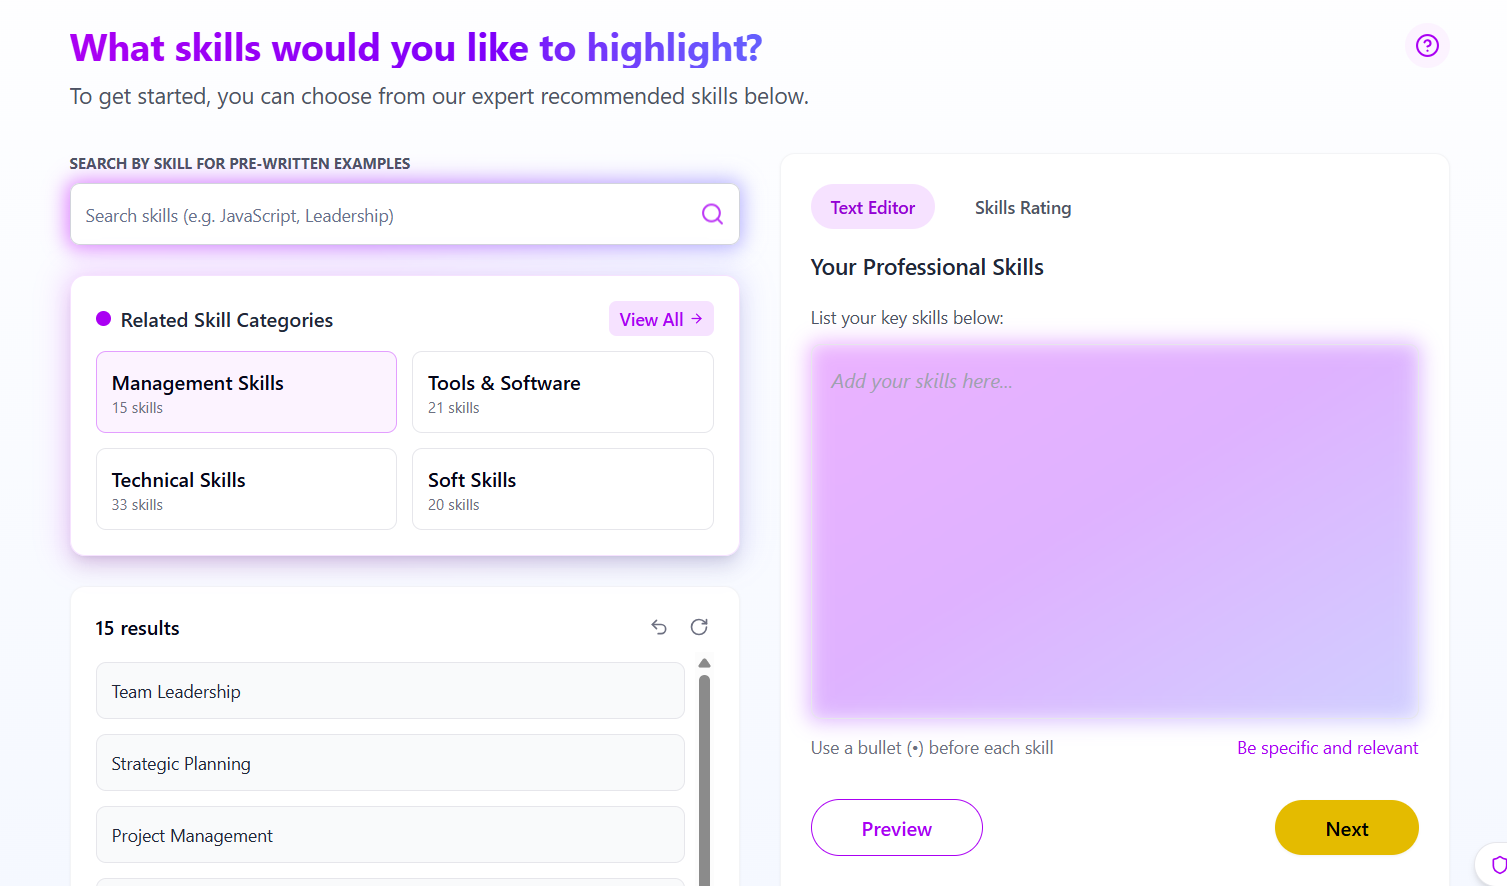 What skills would you like to highlight?
To get started, you can choose from our expert recommended skills below.
SEARCH BY SKILL FOR PRE-WRITTEN EXAMPLES
Search skills (e.g. JavaScript, Leadership)
Related Skill Categories
View All →
Management Skills
15 skills
Tools & Software
21 skills
Technical Skills
33 skills
Soft Skills
20 skills
15 results
Team Leadership
Strategic Planning
Project Management
Text Editor
Skills Rating
Your Professional Skills
List your key skills below:
Add your skills here...
Use a bullet (•) before each skill
Be specific and relevant
Preview
Next